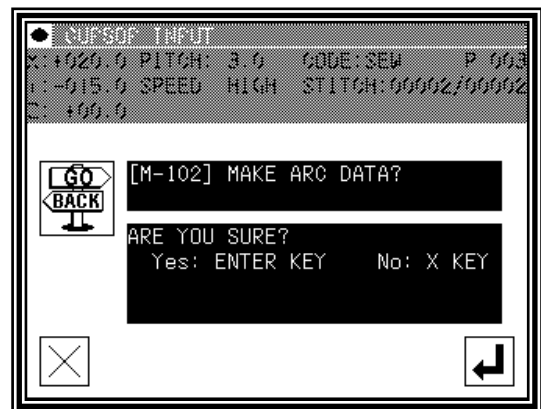 CURSOR INPUT
X:+020.0 PITCH: 3.0 CODE:SEW P 003
Y:-015.0 SPEED HIGH STITCH:00002/00002
C: +00.0
GO
BACK
[M-102] MAKE ARC DATA?
ARE YOU SURE?
Yes: ENTER KEY No: X KEY